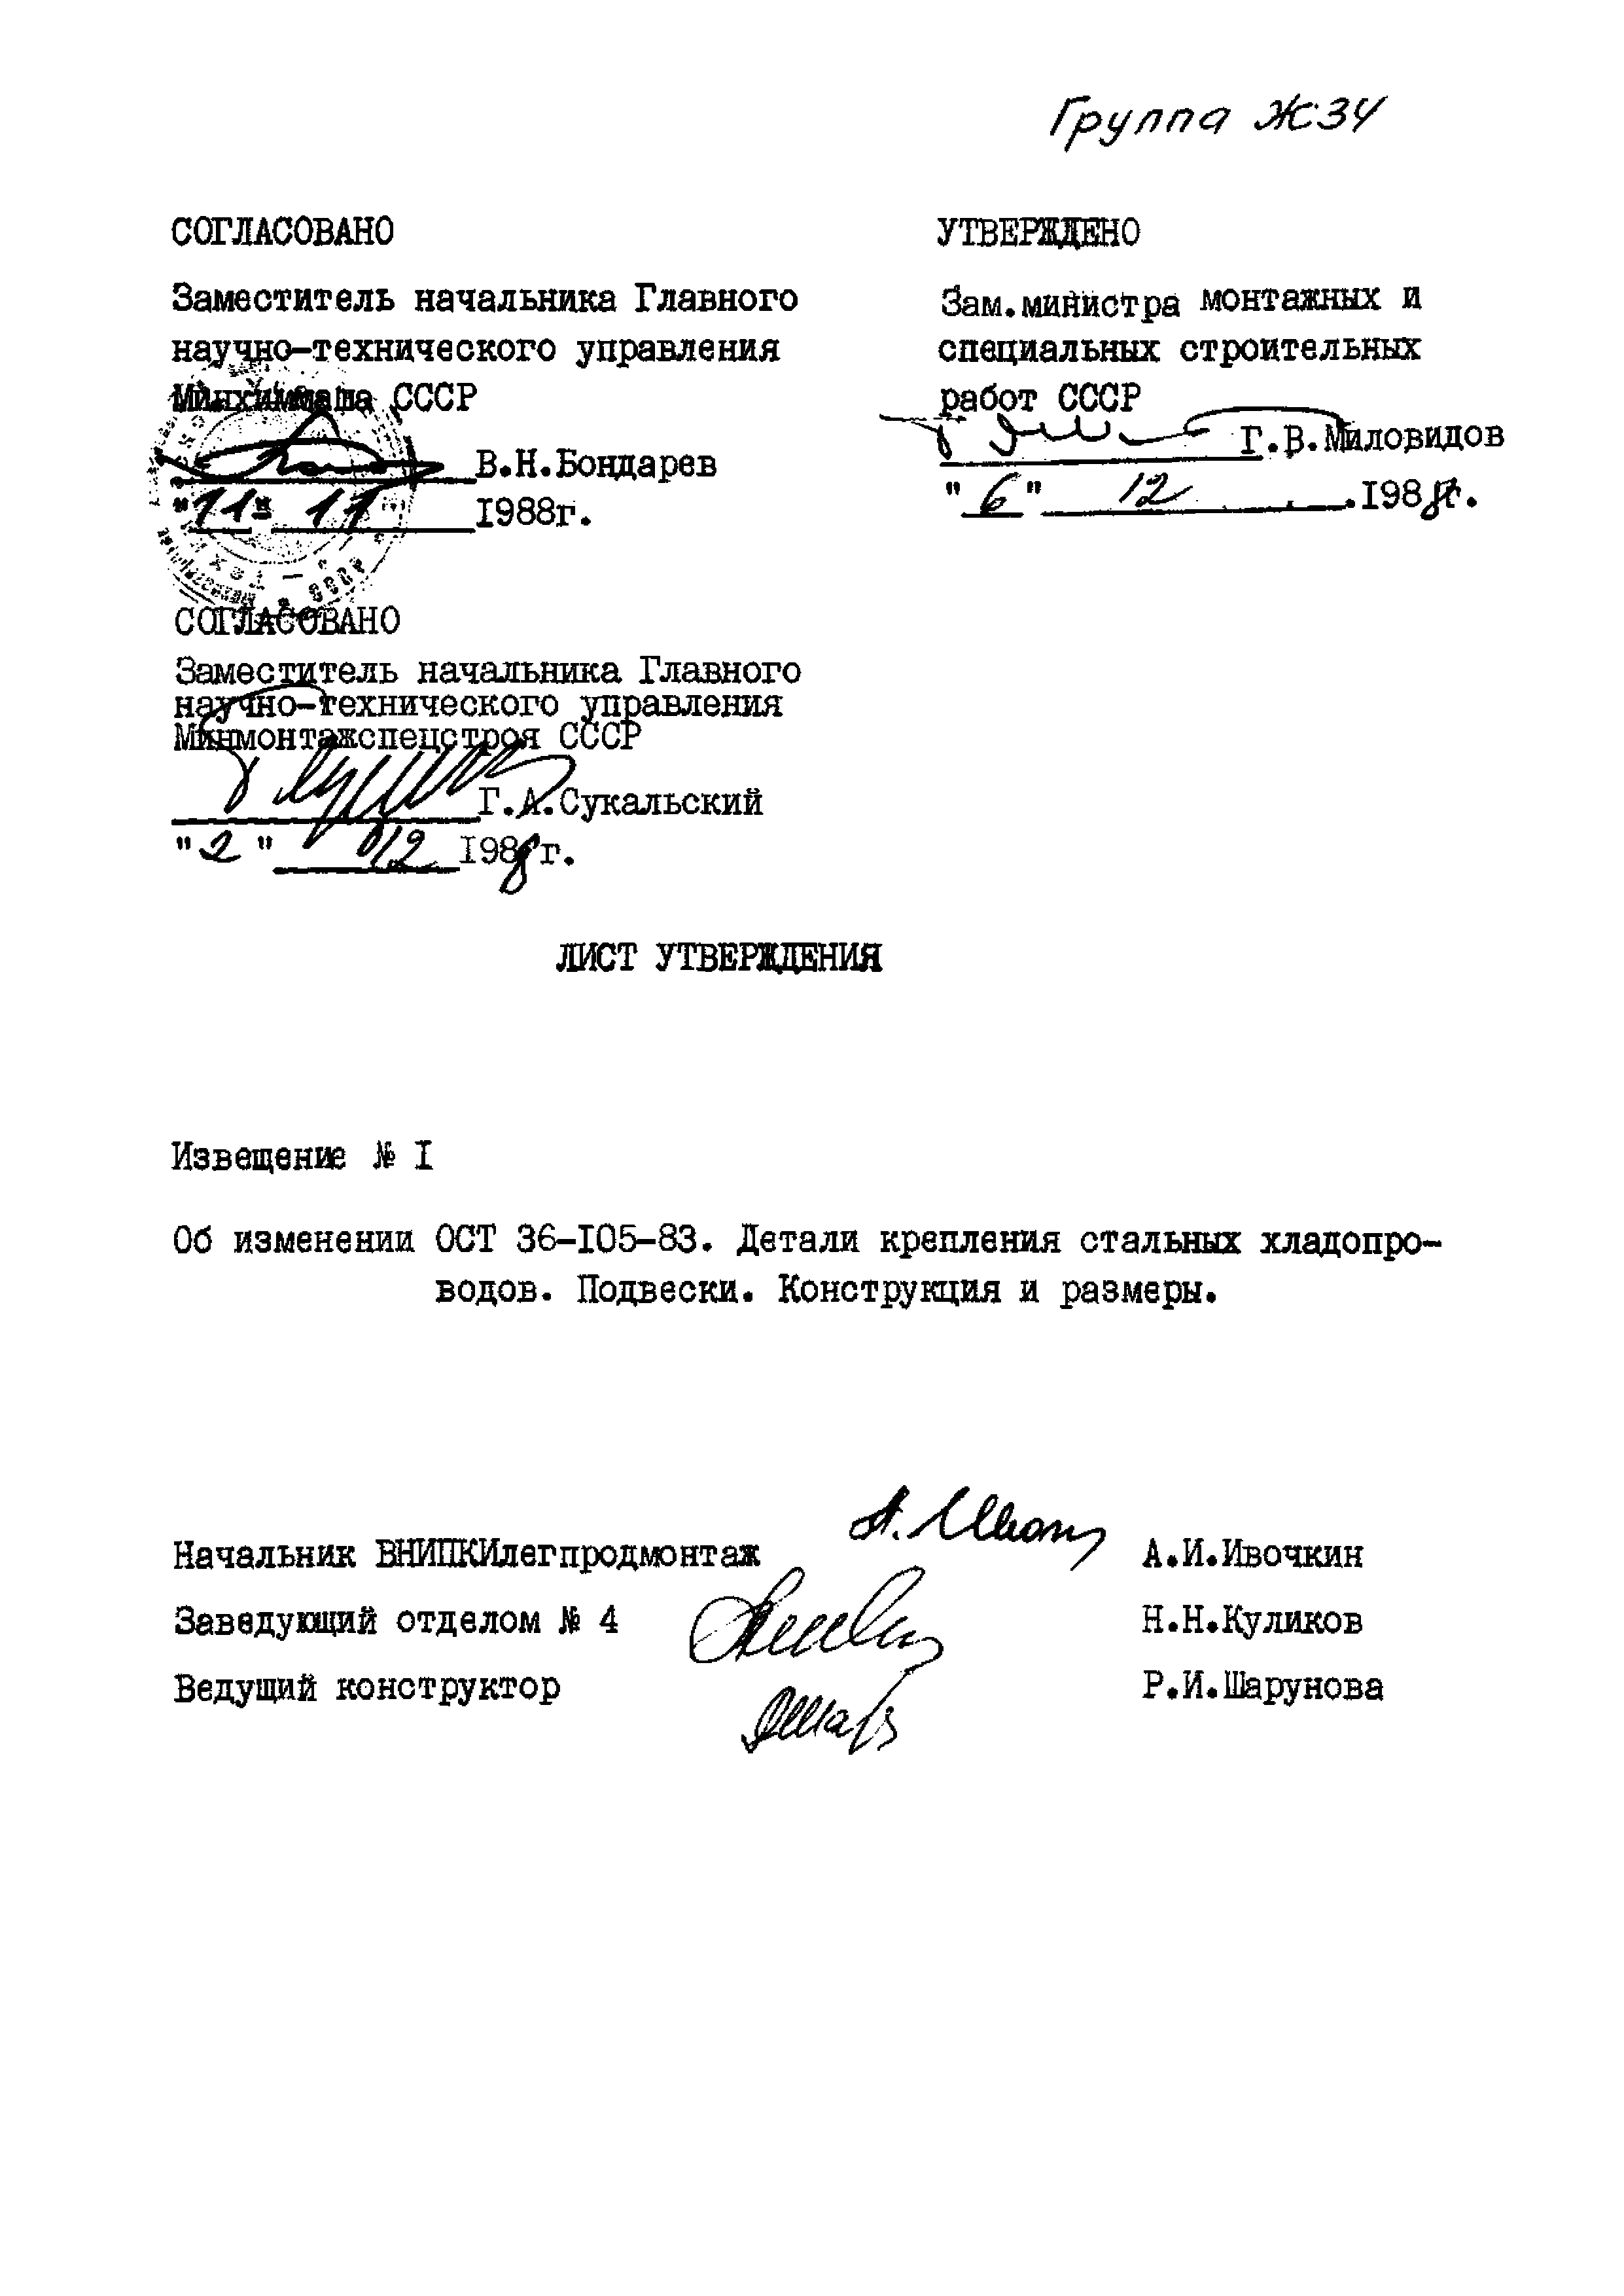 Группа Ж34
СОГЛАСОВАНО
Заместитель начальника Главного
научно-технического управления
Минхиммаша СССР
В.Н.Бондарев
"11" 11 1988г.
УТВЕРЖДЕНО
Зам.министра монтажных и
специальных строительных
работ СССР
Г.В.Миловидов
"6" 12 .1988г.
СОГЛАСОВАНО
Заместитель начальника Главного
научно-технического управления
Минмонтажспецстроя СССР
Г.А.Сукальский
"2" 12 1988г.
ЛИСТ УТВЕРЖДЕНИЯ
Извещение № I
Об изменении ОСТ 36-I05-83. Детали крепления стальных хладопро-
водов. Подвески. Конструкция и размеры.
Начальник ВНИПКИлегпродмонтаж А.И.Ивочкин
Заведующий отделом № 4 Н.Н.Куликов
Ведущий конструктор Р.И.Шарунова